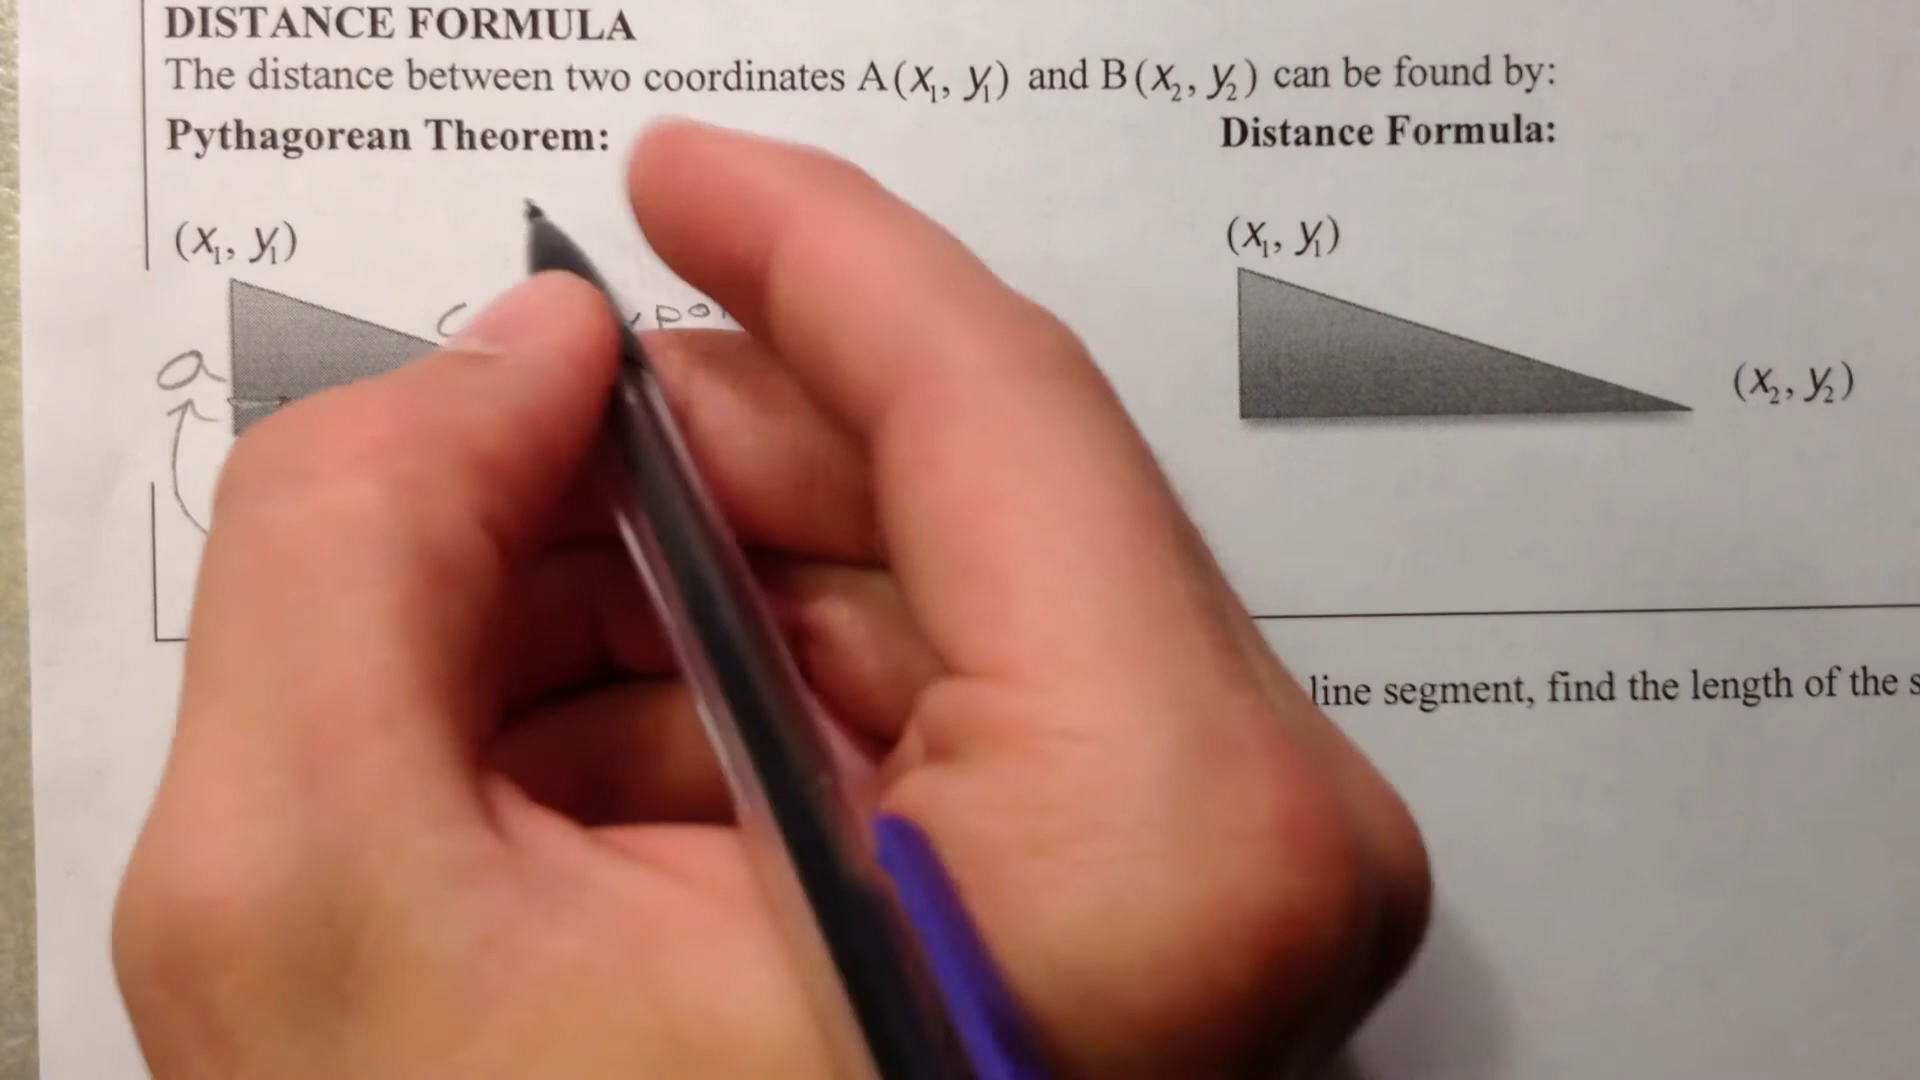 DISTANCE FORMULA
The distance between two coordinates A(x₁, y₁) and B(x₂, y₂) can be found by:
Pythagorean Theorem:
Distance Formula:
(x₁, y₁)
(x₁, y₁)
c
a
(x₂, y₂)
line segment, find the length of the s